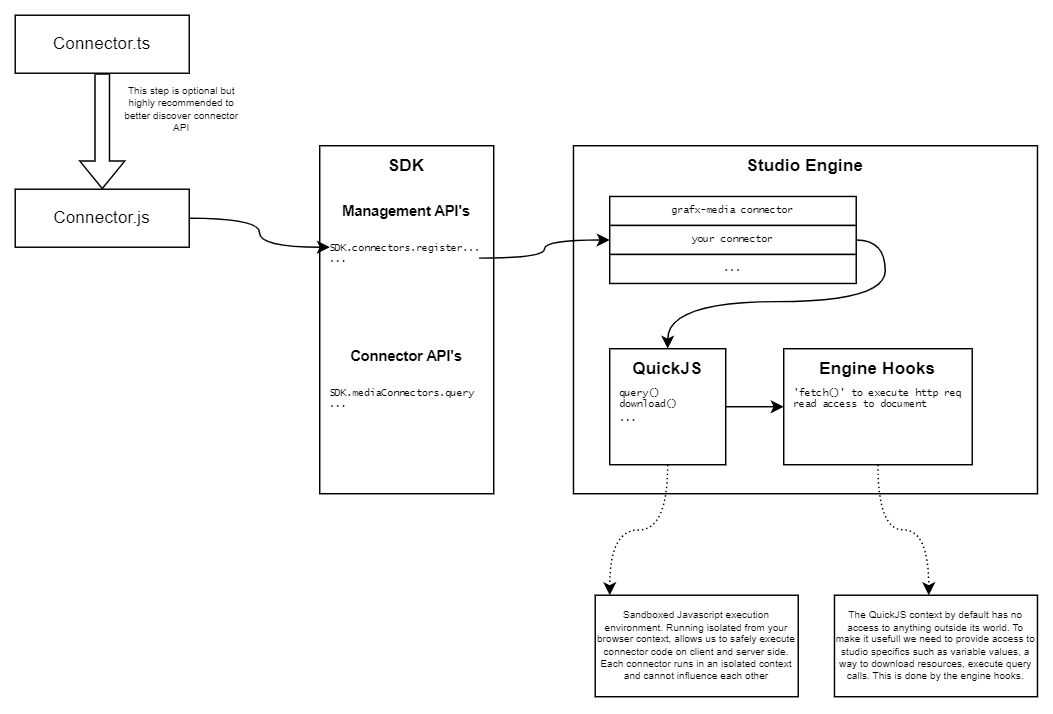 Connector.ts
This step is optional but
highly recommended to
better discover connector
API
Connector.js
SDK
Management API's
SDK.connectors.register...
...
Connector API's
SDK.mediaConnectors.query
...
Studio Engine
grafx-media connector
your connector
...
QuickJS
query()
download()
...
Engine Hooks
'fetch()' to execute http req
read access to document
Sandboxed Javascript execution
environment. Running isolated from your
browser context, allows us to safely execute
connector code on client and server side.
Each connector runs in an isolated context
and cannot influence each other
The QuickJS context by default has no
access to anything outside its world. To
make it usefull we need to provide access to
studio specifics such as variable values, a
way to download resources, execute query
calls. This is done by the engine hooks.